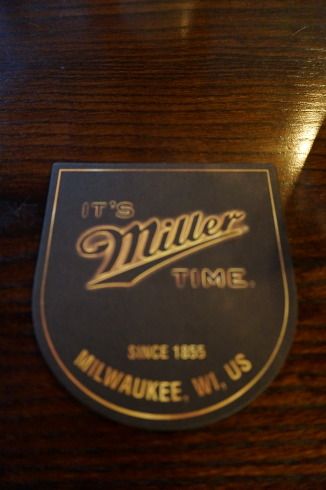 IT'S
Miller
TIME.
SINCE 1855
MILWAUKEE, WI, US